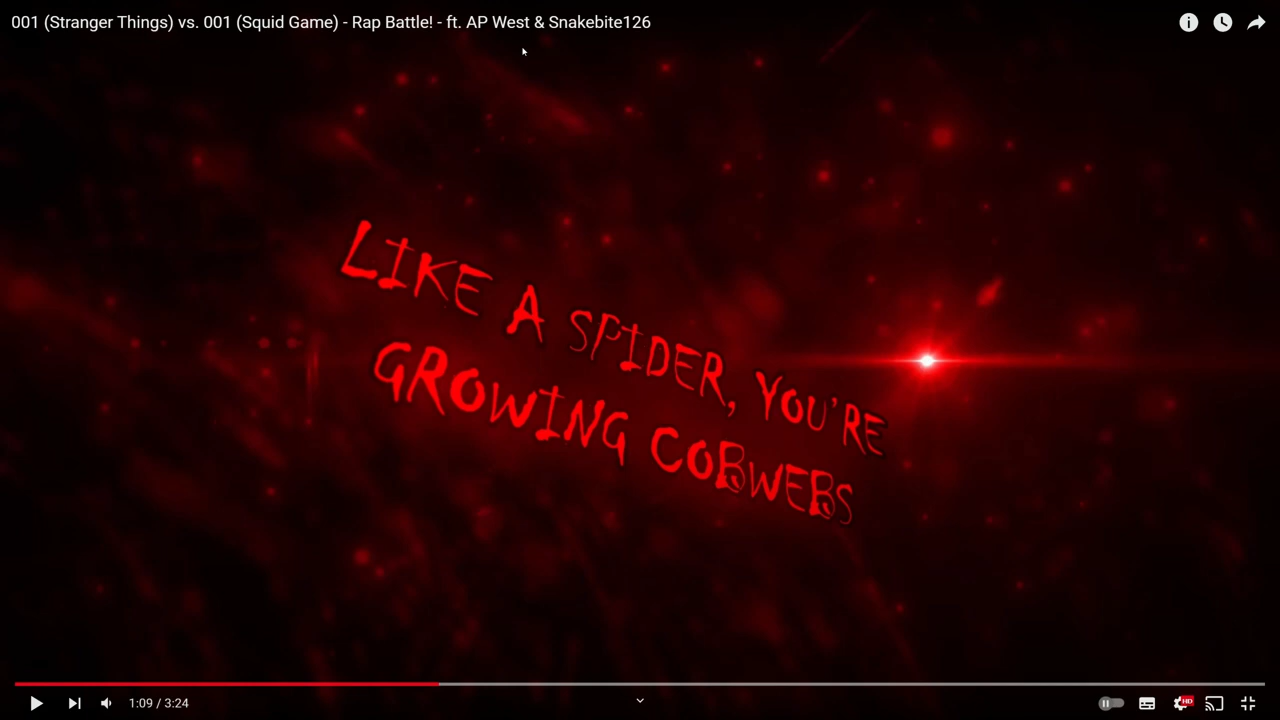 001 (Stranger Things) vs. 001 (Squid Game) - Rap Battle! - ft. AP West & Snakebite126
LIKE A SPIDER, YOU'RE
GROWING COBWEBS
1:09 / 3:24
HD